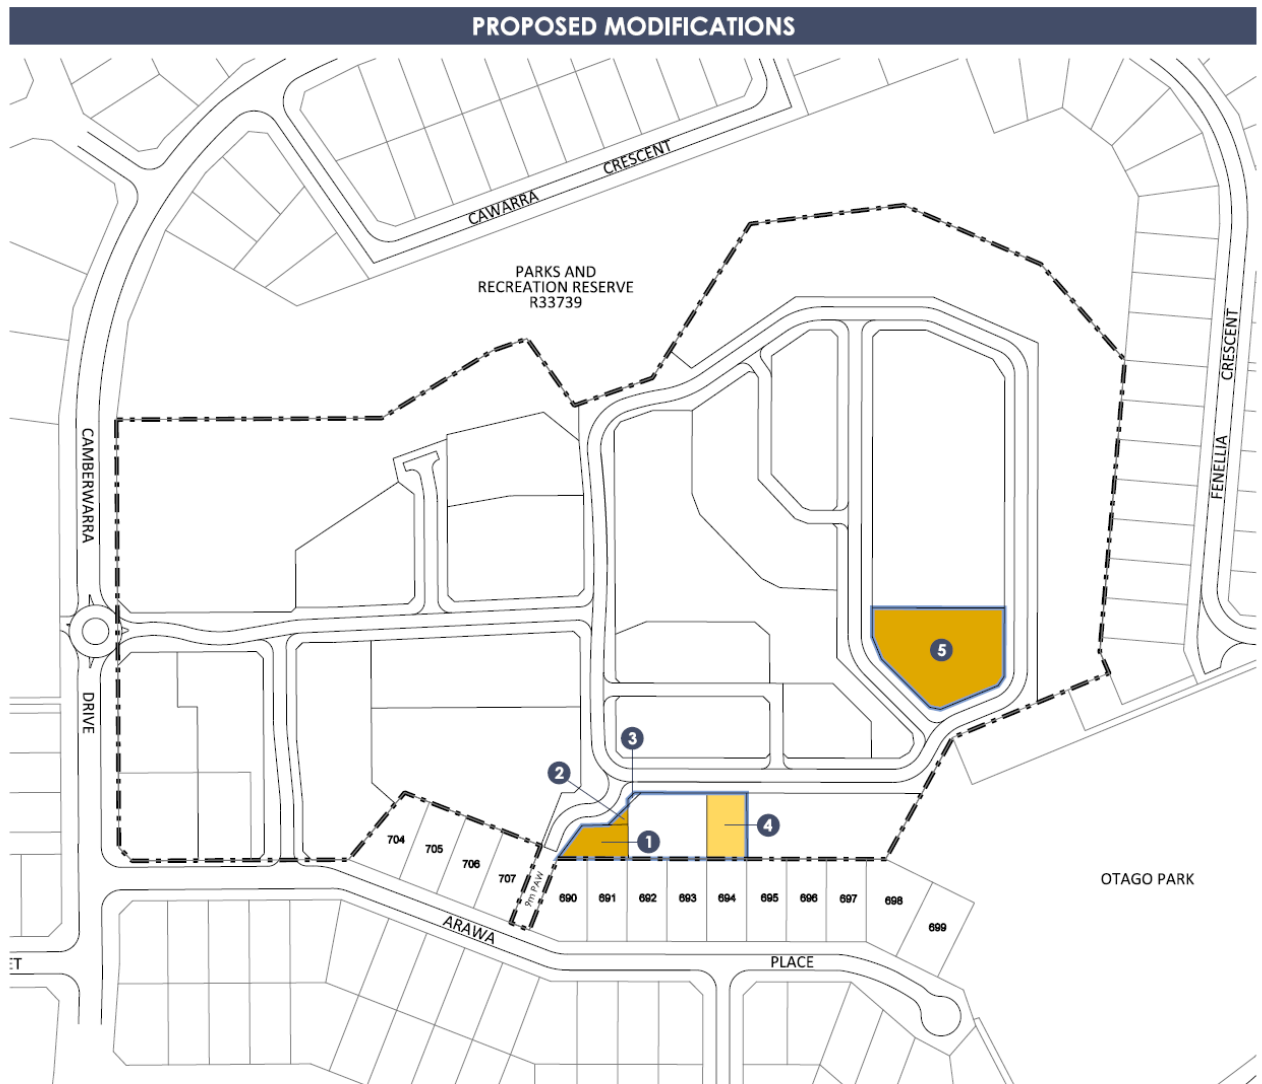 PROPOSED MODIFICATIONS
CAWARRA
CRESCENT
PARKS AND
RECREATION RESERVE
R33739
CRESCENT
FENELLIA
CAMBERWARRA
DRIVE
5
3
2
4
1
704
705
706
707
9m PAW
690
691
692
693
694
695
696
697
698
699
OTAGO PARK
ARAWA
PLACE
ET